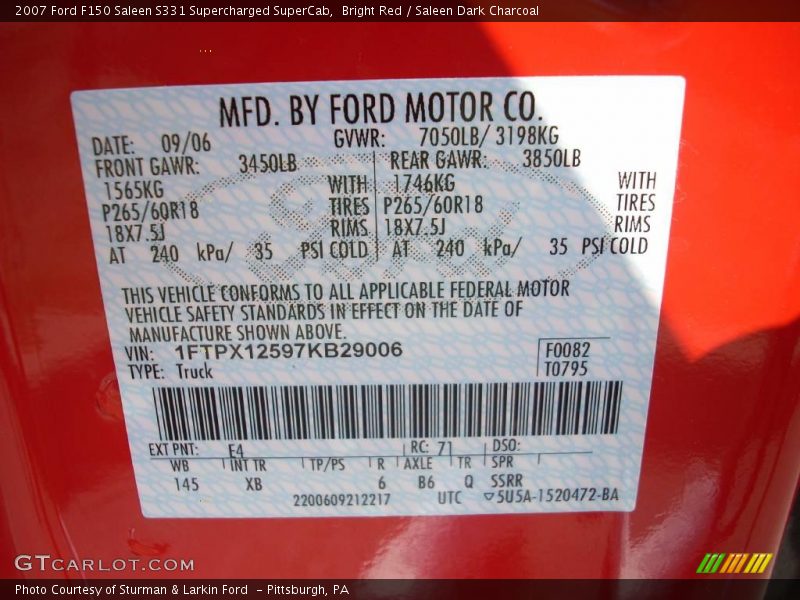 2007 Ford F150 Saleen S331 Supercharged SuperCab, Bright Red / Saleen Dark Charcoal
MFD. BY FORD MOTOR CO.
DATE: 09/06 GVWR: 7050LB/ 3198KG
FRONT GAWR: 3450LB REAR GAWR: 3850LB
1565KG WITH 1746KG WITH
P265/60R18 TIRES P265/60R18 TIRES
18X7.5J RIMS 18X7.5J RIMS
AT 240 kPa/ 35 PSI COLD AT 240 kPa/ 35 PSI COLD
THIS VEHICLE CONFORMS TO ALL APPLICABLE FEDERAL MOTOR
VEHICLE SAFETY STANDARDS IN EFFECT ON THE DATE OF
MANUFACTURE SHOWN ABOVE.
VIN: 1FTPX12597KB29006 F0082
TYPE: Truck T0795
EXT PNT: E4 RC: 71 DSO:
WB INT TR TP/PS R AXLE TR SPR
145 XB 6 B6 Q SSRR
2200609212217 UTC ▽5U5A-1520472-BA
GTCARLOT.COM
Photo Courtesy of Sturman & Larkin Ford - Pittsburgh, PA